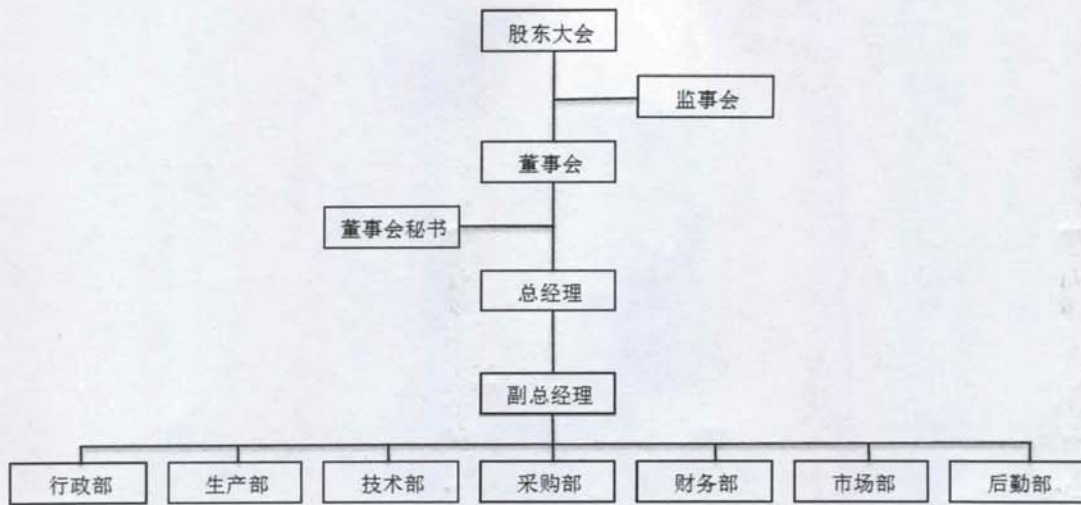 股东大会
监事会
董事会
董事会秘书
总经理
副总经理
行政部
生产部
技术部
采购部
财务部
市场部
后勤部